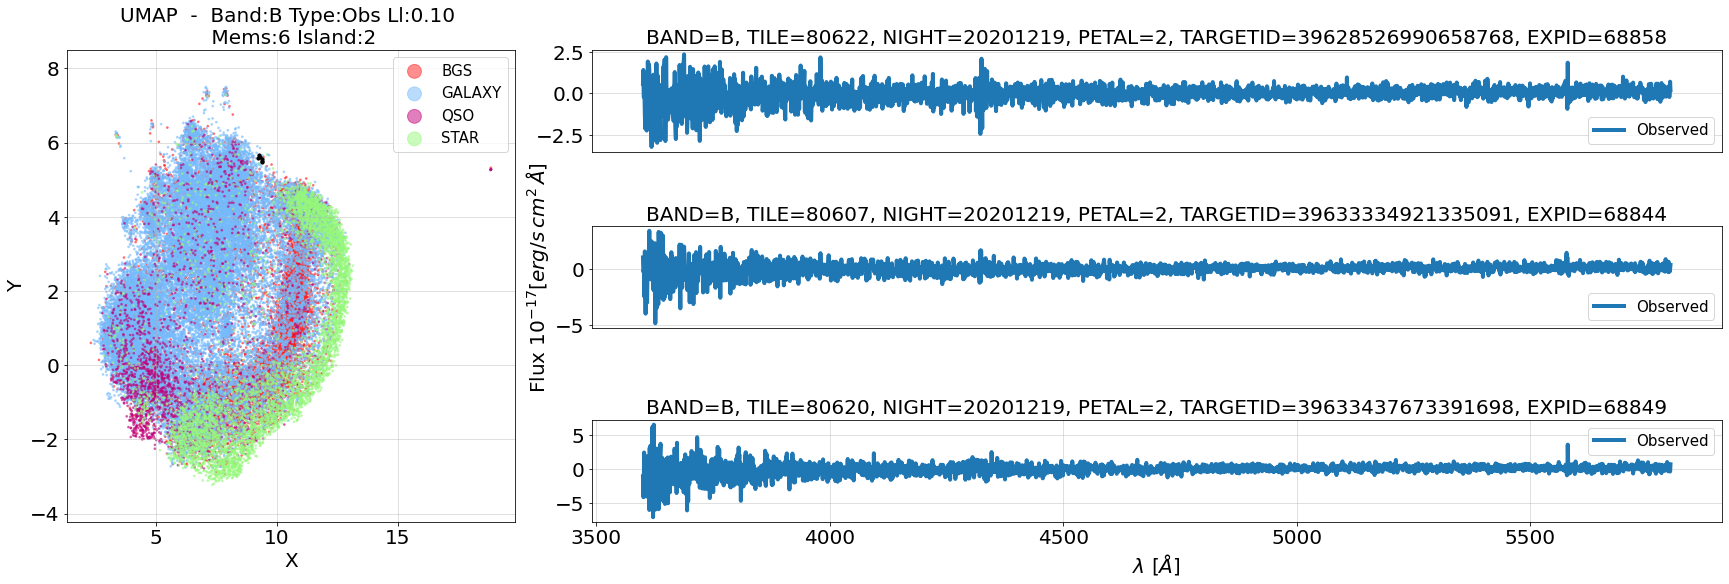 UMAP - Band:B Type:Obs Ll:0.10
Mems:6 Island:2
8
6
4
2
0
−2
−4
Y
5
10
15
X
BGS
GALAXY
QSO
STAR
Flux 10^−17[erg/s cm^2 Å]
BAND=B, TILE=80622, NIGHT=20201219, PETAL=2, TARGETID=39628526990658768, EXPID=68858
2.5
0.0
−2.5
Observed
BAND=B, TILE=80607, NIGHT=20201219, PETAL=2, TARGETID=39633334921335091, EXPID=68844
0
−5
Observed
BAND=B, TILE=80620, NIGHT=20201219, PETAL=2, TARGETID=39633437673391698, EXPID=68849
5
0
−5
Observed
3500
4000
4500
5000
5500
λ [Å]